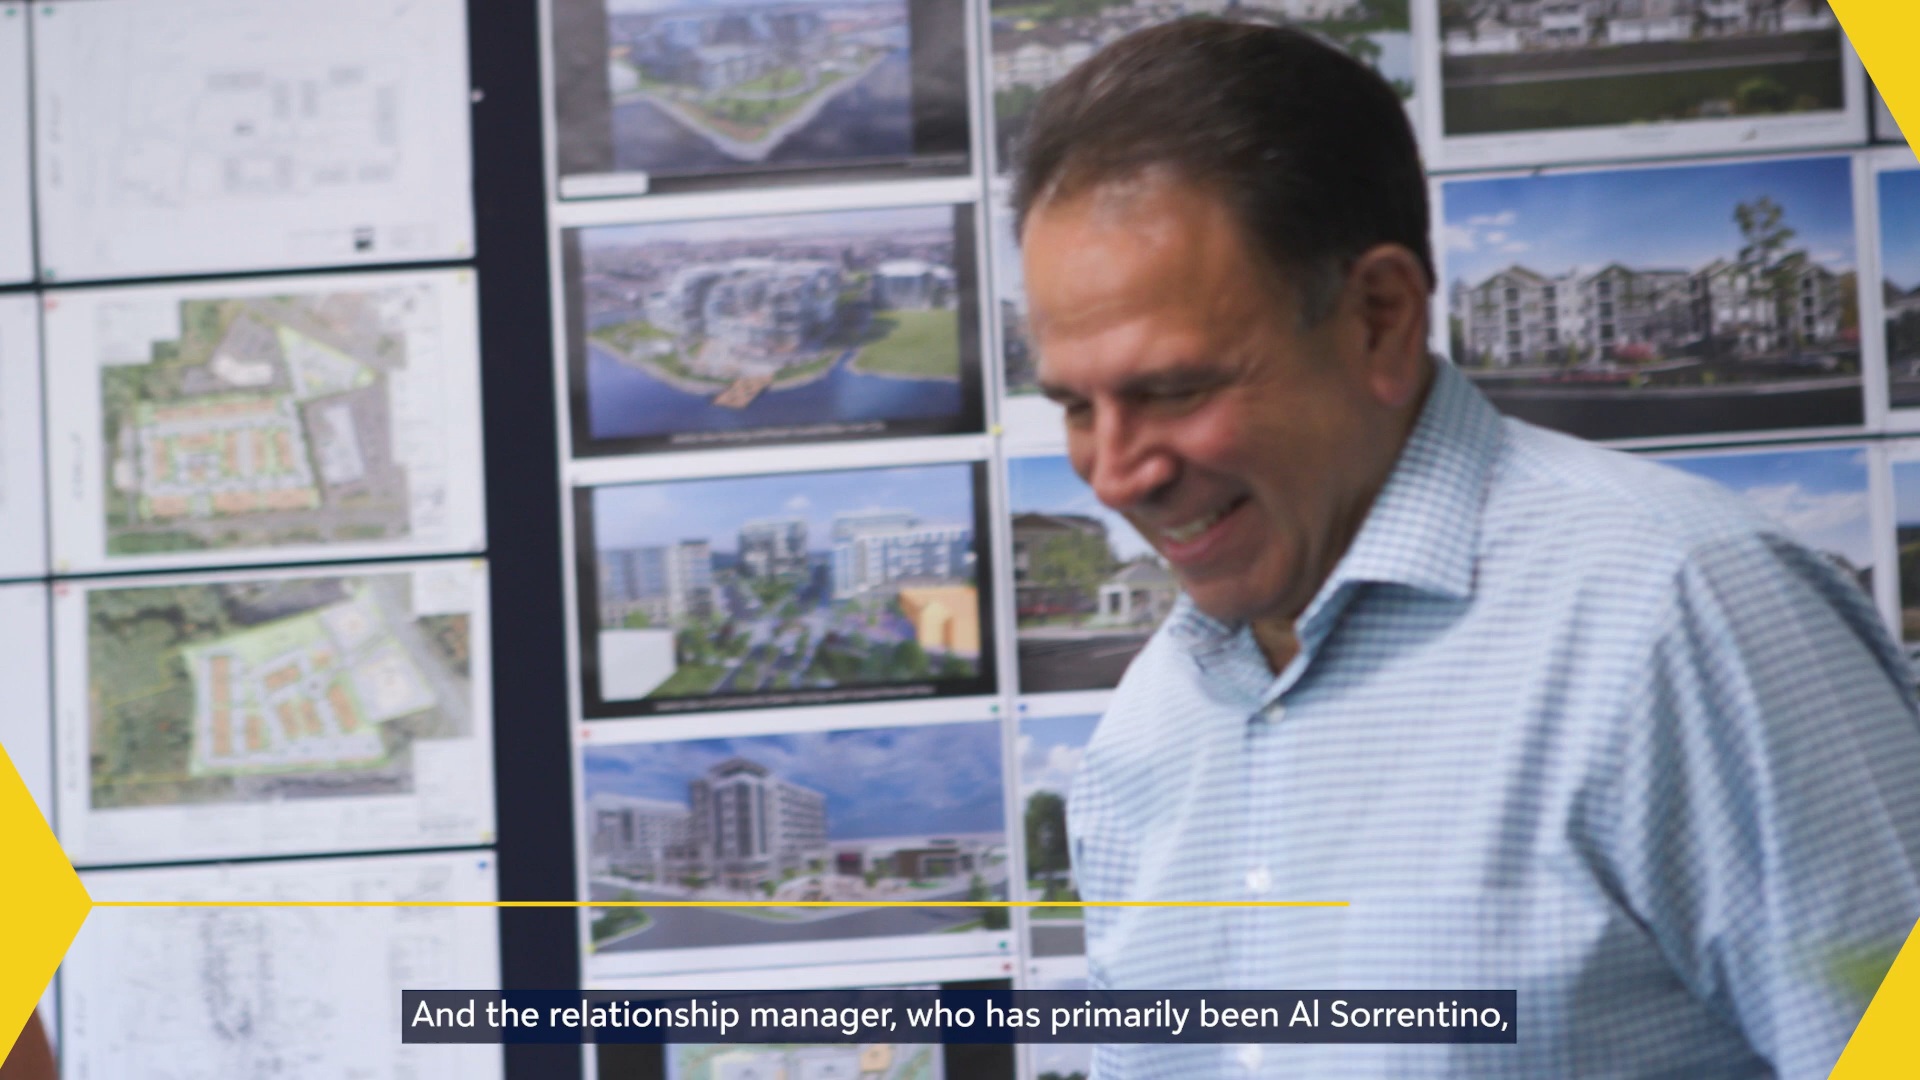 And the relationship manager, who has primarily been Al Sorrentino,